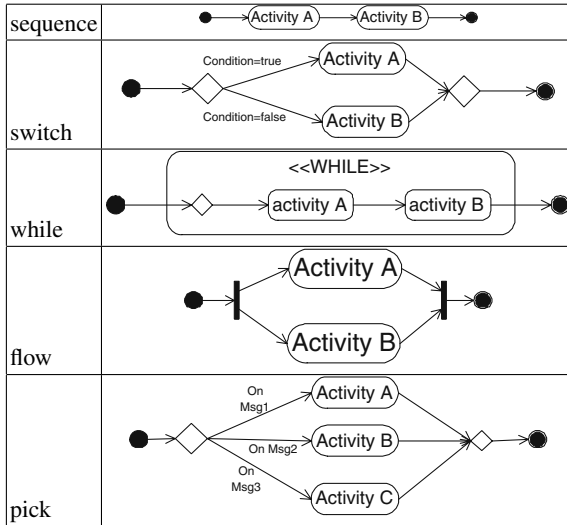 sequence
Activity A
Activity B
switch
Condition=true
Condition=false
Activity A
Activity B
while
<<WHILE>>
activity A
activity B
flow
Activity A
Activity B
pick
On
Msg1
On Msg2
On
Msg3
Activity A
Activity B
Activity C